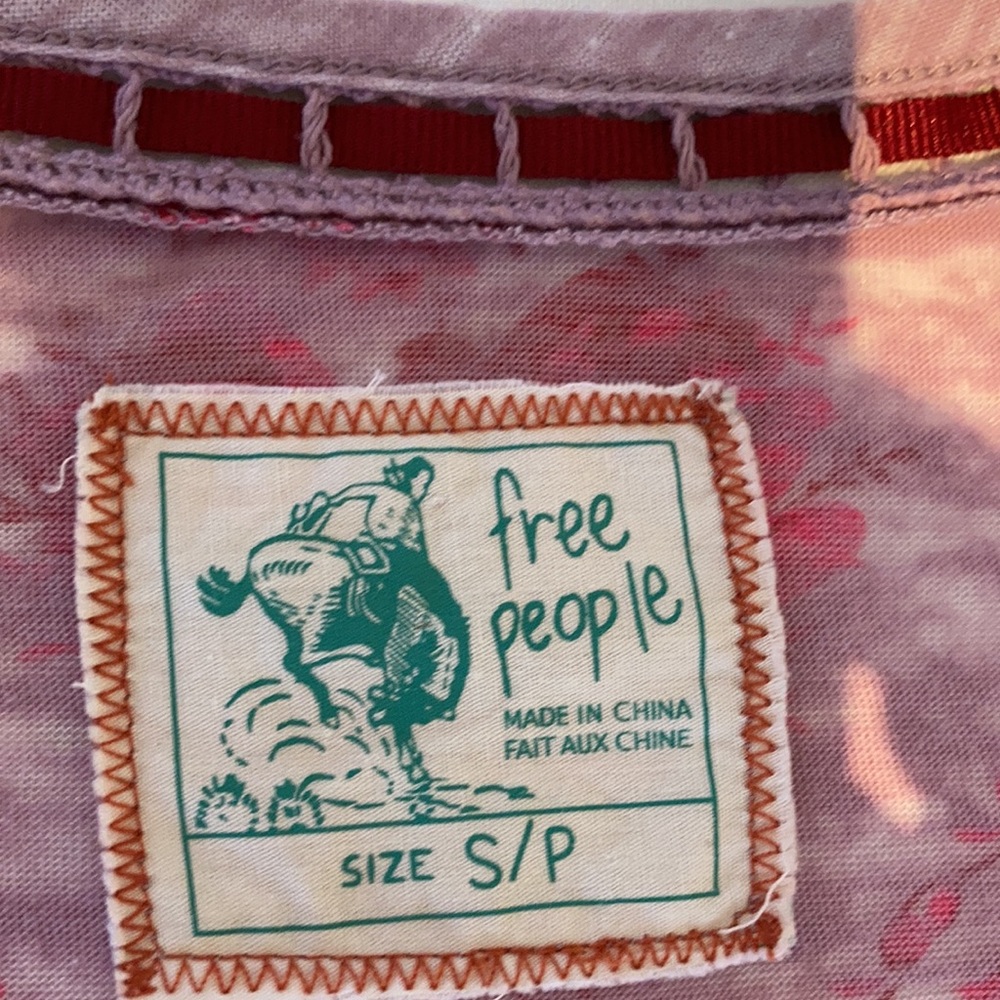 free
people
MADE IN CHINA
FAIT AUX CHINE
SIZE S/P